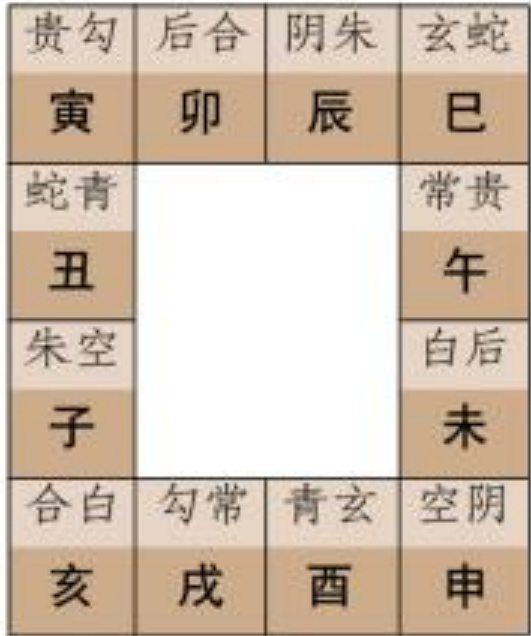 贵勾 后合 阴朱 玄蛇
寅 卯 辰 巳
蛇青 常贵
丑 午
朱空 白后
子 未
合白 勾常 青玄 空阴
亥 戌 酉 申